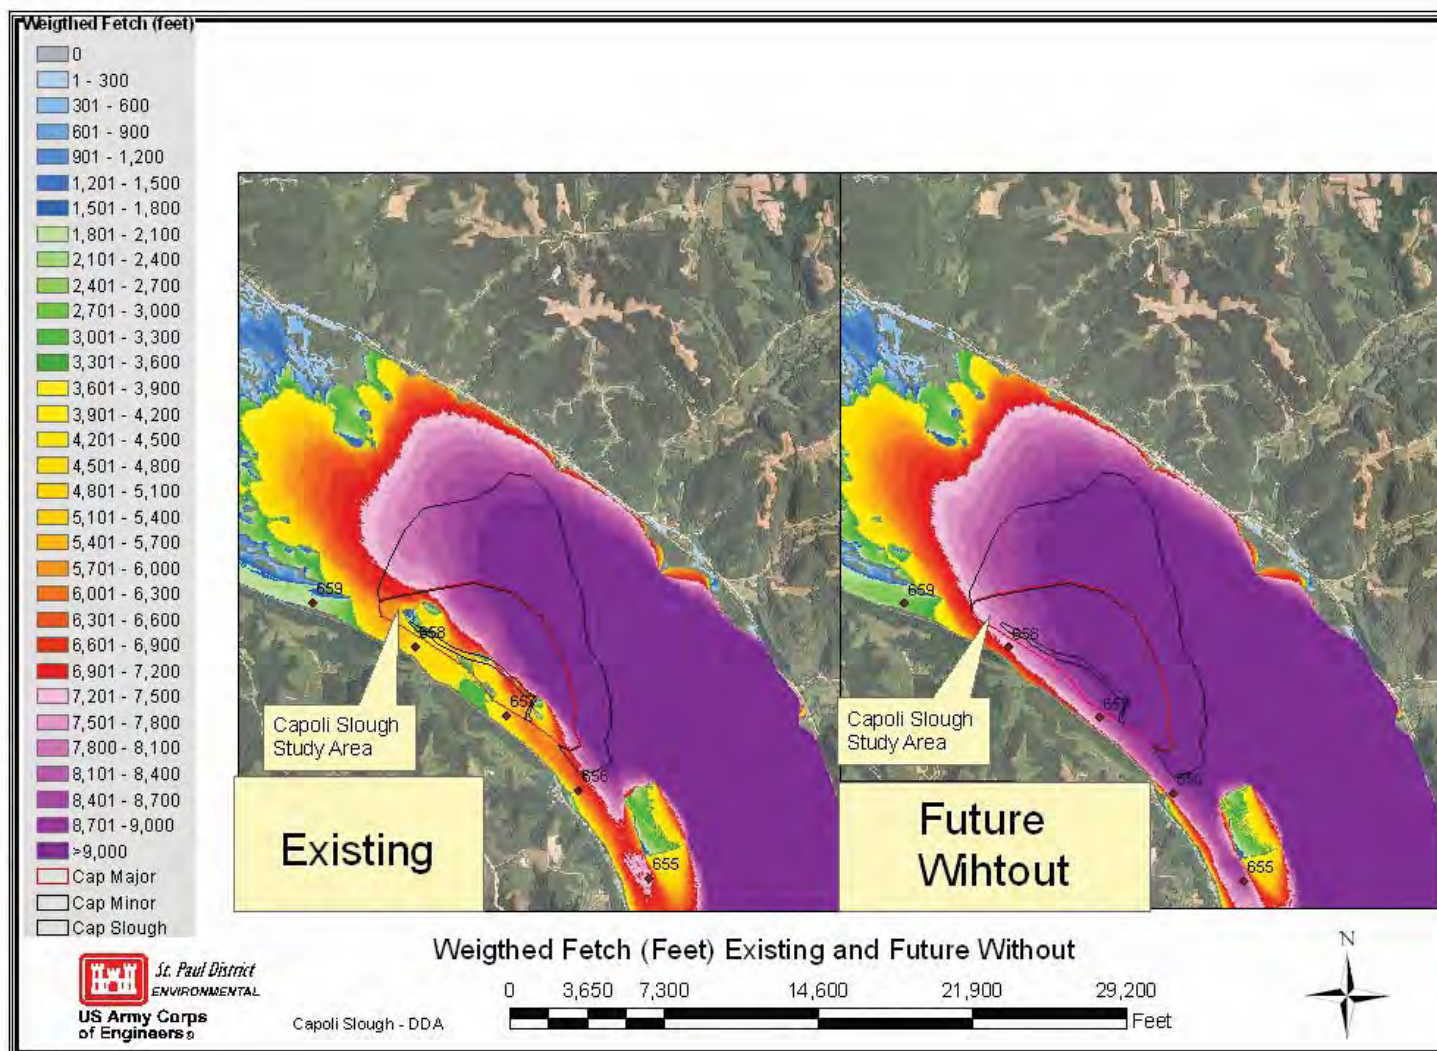 Weigthed Fetch (feet)
0
1 - 300
301 - 600
601 - 900
901 - 1,200
1,201 - 1,500
1,501 - 1,800
1,801 - 2,100
2,101 - 2,400
2,401 - 2,700
2,701 - 3,000
3,001 - 3,300
3,301 - 3,600
3,601 - 3,900
3,901 - 4,200
4,201 - 4,500
4,501 - 4,800
4,801 - 5,100
5,101 - 5,400
5,401 - 5,700
5,701 - 6,000
6,001 - 6,300
6,301 - 6,600
6,601 - 6,900
6,901 - 7,200
7,201 - 7,500
7,501 - 7,800
7,800 - 8,100
8,101 - 8,400
8,401 - 8,700
8,701 -9,000
>9,000
Cap Major
Cap Minor
Cap Slough
659
658
657
656
655
Capoli Slough
Study Area
Existing
659
658
657
656
655
Capoli Slough
Study Area
Future
Wihtout
Weigthed Fetch (Feet) Existing and Future Without
St. Paul District
ENVIRONMENTAL
US Army Corps
of Engineers®
Capoli Slough - DDA
0 3,650 7,300 14,600 21,900 29,200
Feet
N